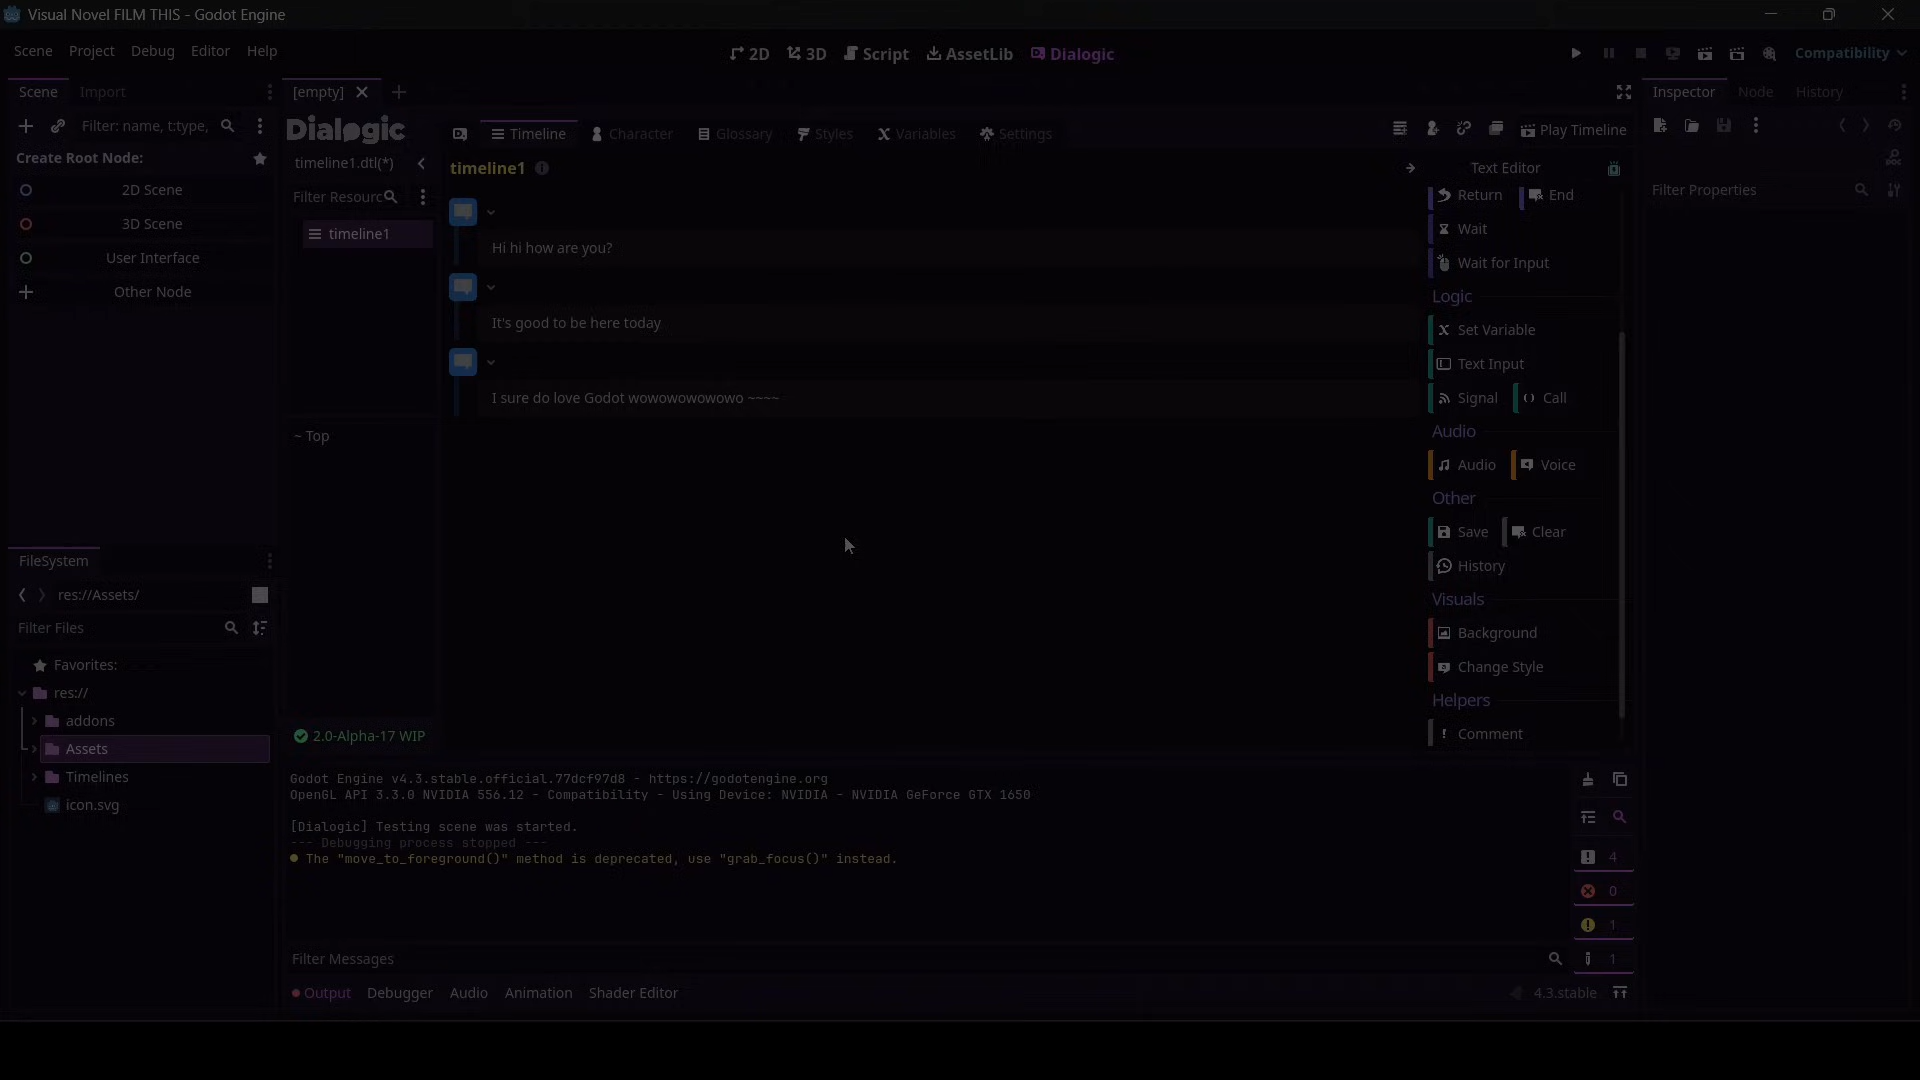 Visual Novel FILM THIS - Godot Engine
Scene Project Debug Editor Help
2D 3D Script AssetLib Dialogic
Compatibility
Scene Import
[empty]
Inspector Node History
Filter: name, t:type,
Create Root Node:
2D Scene
3D Scene
User Interface
Other Node
Dialogic
Timeline Character Glossary Styles Variables Settings
Play Timeline
timeline1.dtl(*)
Filter Resourc
timeline1
~ Top
2.0-Alpha-17 WIP
timeline1
Hi hi how are you?
It's good to be here today
I sure do love Godot wowowowowowo ~~~~
Text Editor
Return End
Wait
Wait for Input
Logic
Set Variable
Text Input
Signal Call
Audio
Audio Voice
Other
Save Clear
History
Visuals
Background
Change Style
Helpers
Comment
DOC
Filter Properties
FileSystem
res://Assets/
Filter Files
Favorites:
res://
addons
Assets
Timelines
icon.svg
Godot Engine v4.3.stable.official.77dcf97d8 - https://godotengine.org
OpenGL API 3.3.0 NVIDIA 556.12 - Compatibility - Using Device: NVIDIA - NVIDIA GeForce GTX 1650
[Dialogic] Testing scene was started.
--- Debugging process stopped ---
The "move_to_foreground()" method is deprecated, use "grab_focus()" instead.
4
0
1
1
Filter Messages
Output Debugger Audio Animation Shader Editor
4.3.stable